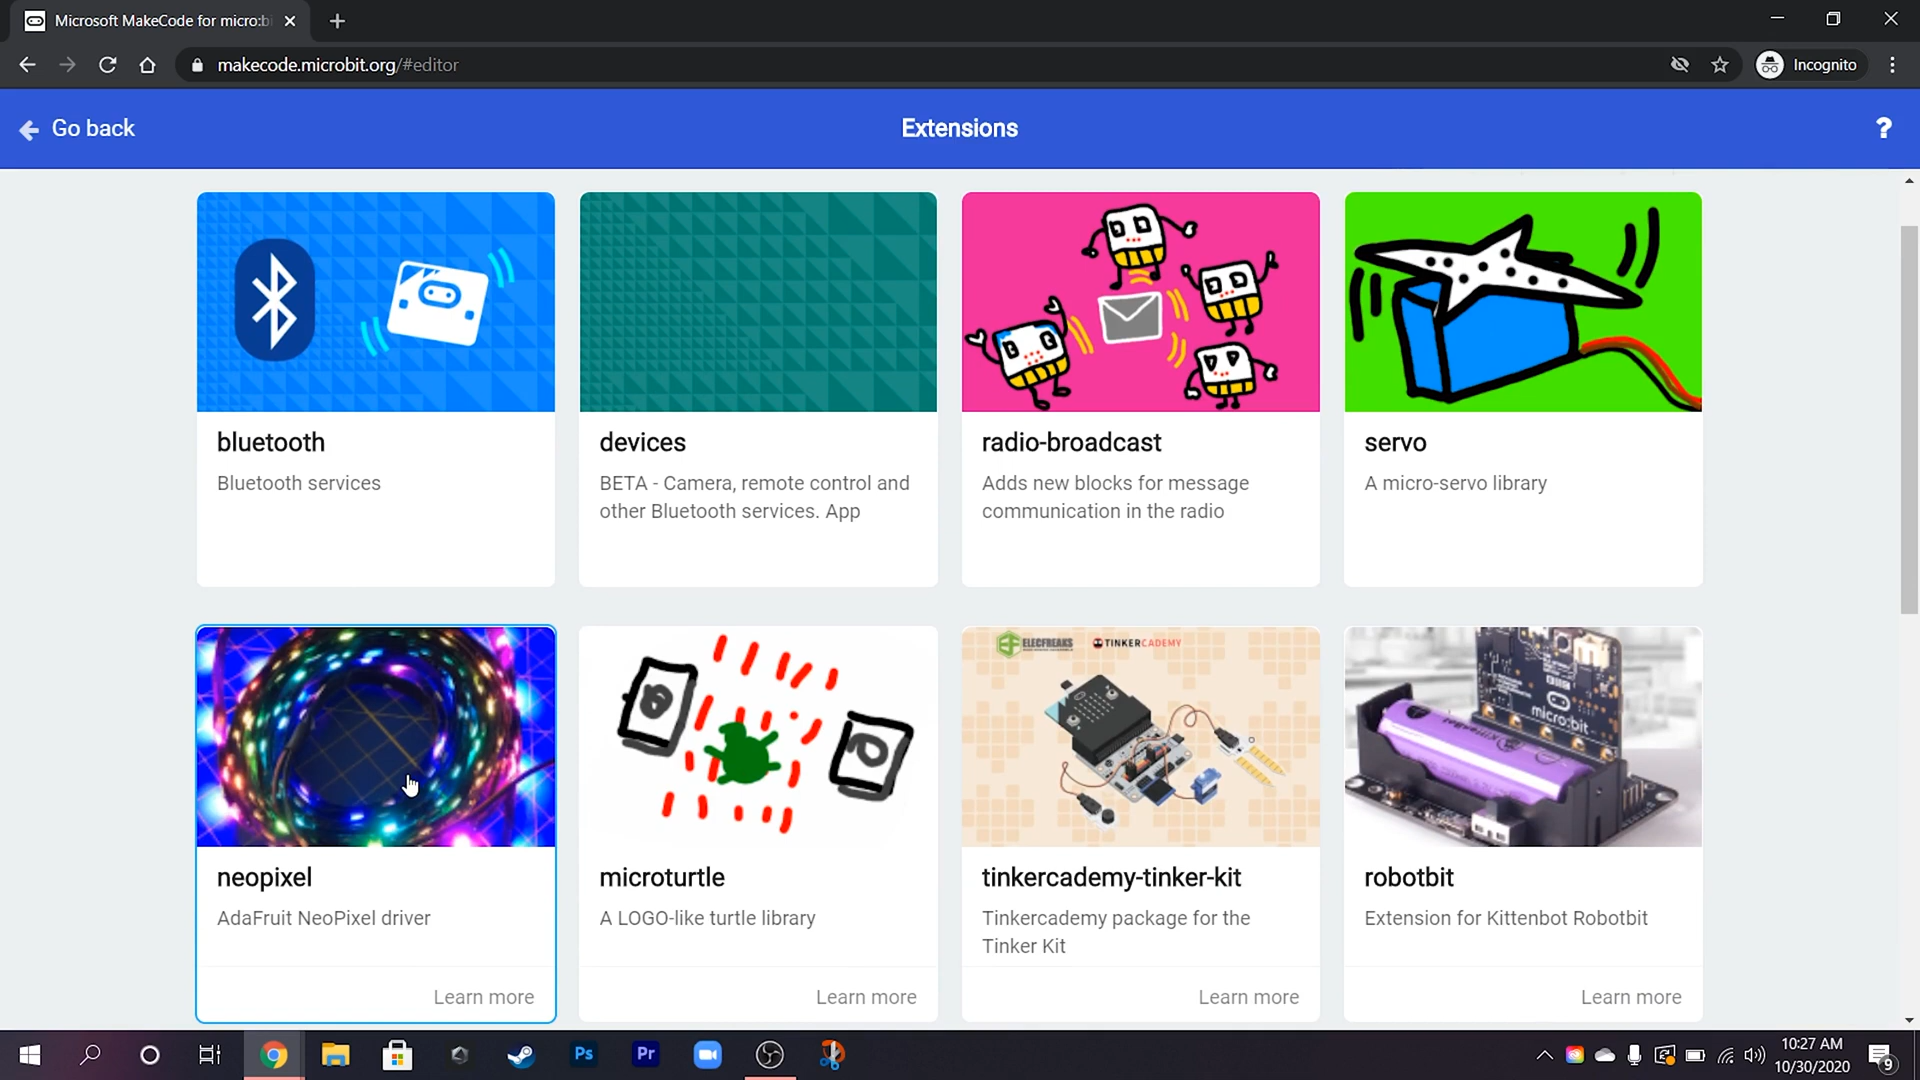 Microsoft MakeCode for micro:bi
makecode.microbit.org/#editor
Incognito
Go back
Extensions
?
bluetooth
Bluetooth services
devices
BETA - Camera, remote control and
other Bluetooth services. App
radio-broadcast
Adds new blocks for message
communication in the radio
servo
A micro-servo library
ELECFREAKS
TINKERCADEMY
micro:bit
neopixel
AdaFruit NeoPixel driver
Learn more
microturtle
A LOGO-like turtle library
Learn more
tinkercademy-tinker-kit
Tinkercademy package for the
Tinker Kit
Learn more
robotbit
Extension for Kittenbot Robotbit
Learn more
Ps
Pr
10:27 AM
10/30/2020
9